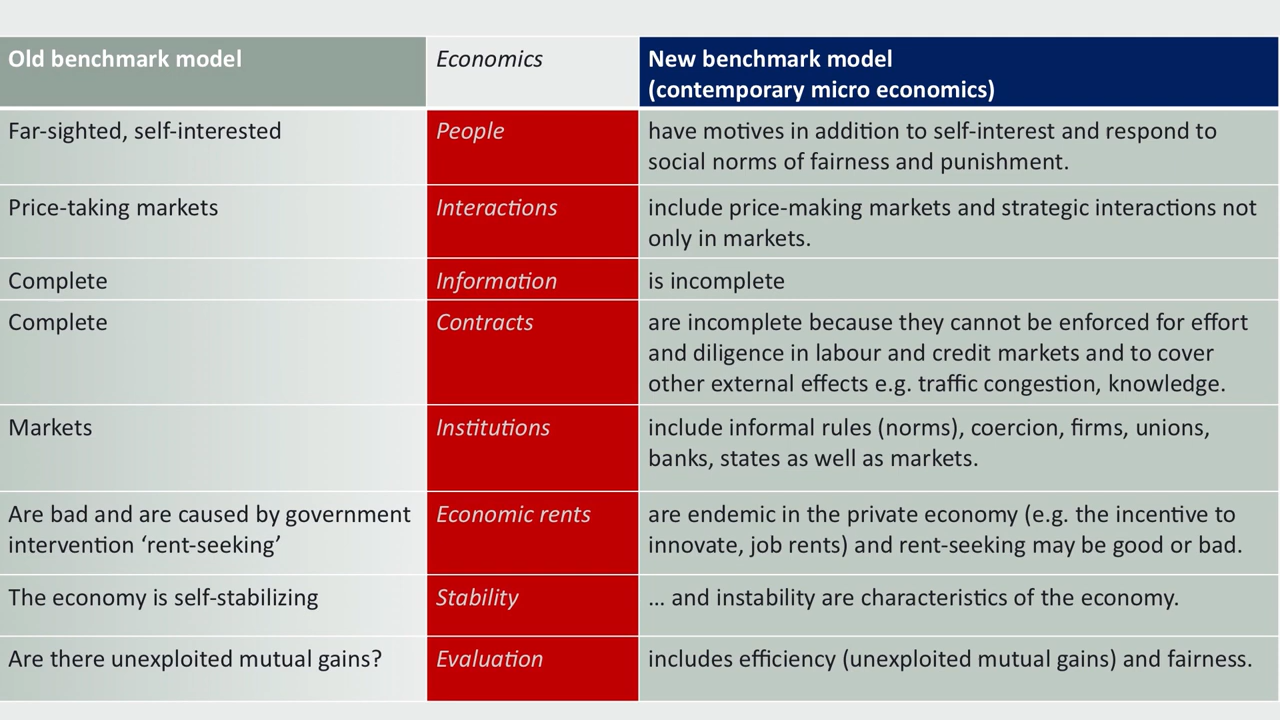 Old benchmark model
Economics
New benchmark model
(contemporary micro economics)
Far-sighted, self-interested
People
have motives in addition to self-interest and respond to
social norms of fairness and punishment.
Price-taking markets
Interactions
include price-making markets and strategic interactions not
only in markets.
Complete
Information
is incomplete
Complete
Contracts
are incomplete because they cannot be enforced for effort
and diligence in labour and credit markets and to cover
other external effects e.g. traffic congestion, knowledge.
Markets
Institutions
include informal rules (norms), coercion, firms, unions,
banks, states as well as markets.
Are bad and are caused by government
intervention ‘rent-seeking’
Economic rents
are endemic in the private economy (e.g. the incentive to
innovate, job rents) and rent-seeking may be good or bad.
The economy is self-stabilizing
Stability
... and instability are characteristics of the economy.
Are there unexploited mutual gains?
Evaluation
includes efficiency (unexploited mutual gains) and fairness.